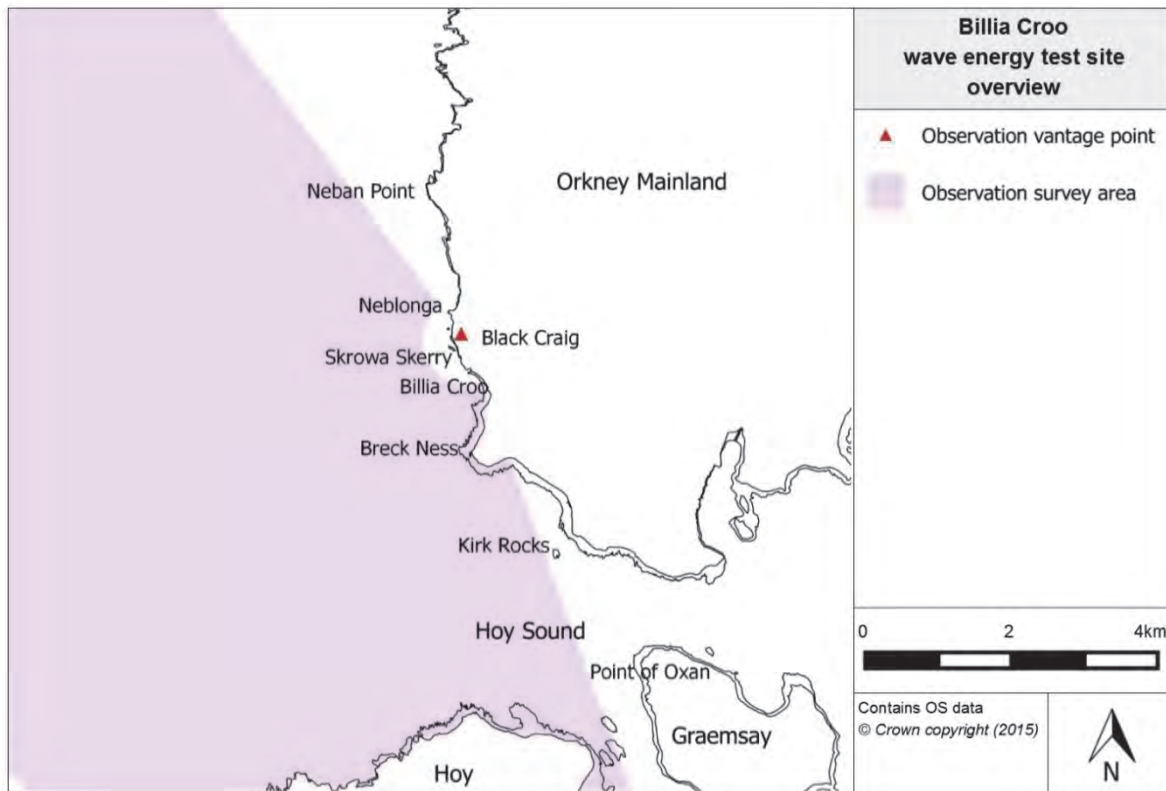 Billia Croo
wave energy test site
overview
Observation vantage point
Observation survey area
Orkney Mainland
Neban Point
Neblonga
Black Craig
Skrowa Skerry
Billia Croo
Breck Ness
Kirk Rocks
Hoy Sound
Point of Oxan
Graemsay
Hoy
0 2 4km
Contains OS data
© Crown copyright (2015)
N